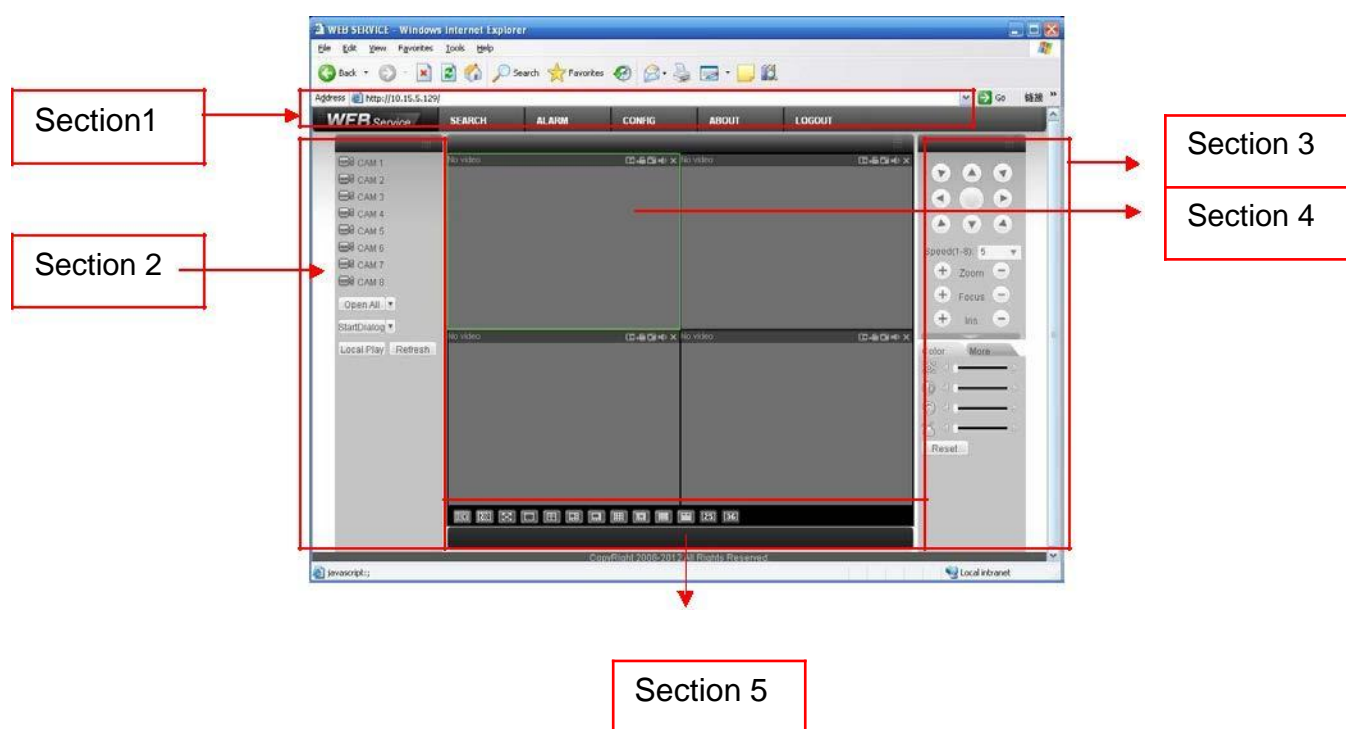 WEB SERVICE - Windows Internet Explorer
File Edit View Favorites Tools Help
Back Search Favorites
Address http://10.15.5.129/ Go 链接 »
WEB Service SEARCH ALARM CONFIG ABOUT LOGOUT
Section1
Section 2
CAM 1
CAM 2
CAM 3
CAM 4
CAM 5
CAM 6
CAM 7
CAM 8
Open All
StartDialog
Local Play Refresh
No video
No video
No video
No video
Speed(1-8): 5
Zoom
Focus
Iris
Color More
Reset
Section 3
Section 4
25 36
CopyRight 2008-2012 All Rights Reserved
javascript:;
Local intranet
Section 5